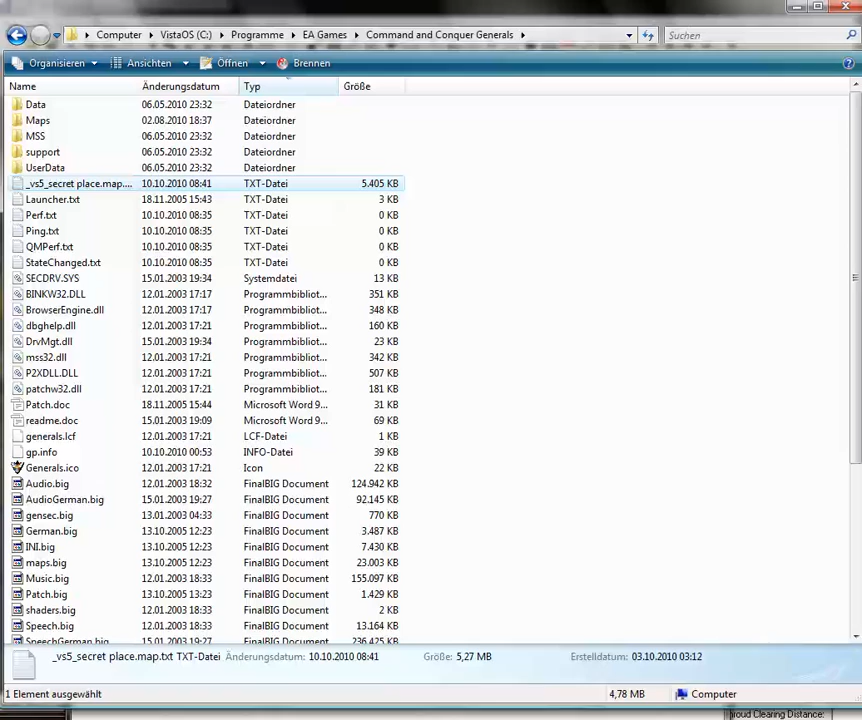 Computer VistaOS (C:) Programme EA Games Command and Conquer Generals Suchen
Organisieren Ansichten Öffnen Brennen
Name Änderungsdatum Typ Größe
Data 06.05.2010 23:32 Dateiordner
Maps 02.08.2010 18:37 Dateiordner
MSS 06.05.2010 23:32 Dateiordner
support 06.05.2010 23:32 Dateiordner
UserData 06.05.2010 23:32 Dateiordner
_vs5_secret place.map.... 10.10.2010 08:41 TXT-Datei 5.405 KB
Launcher.txt 18.11.2005 15:43 TXT-Datei 3 KB
Perf.txt 10.10.2010 08:35 TXT-Datei 0 KB
Ping.txt 10.10.2010 08:35 TXT-Datei 0 KB
QMPerf.txt 10.10.2010 08:35 TXT-Datei 0 KB
StateChanged.txt 10.10.2010 08:35 TXT-Datei 0 KB
SECDRV.SYS 15.01.2003 19:34 Systemdatei 13 KB
BINKW32.DLL 12.01.2003 17:17 Programmbibliot... 351 KB
BrowserEngine.dll 12.01.2003 17:17 Programmbibliot... 348 KB
dbghelp.dll 12.01.2003 17:21 Programmbibliot... 160 KB
DrvMgt.dll 15.01.2003 19:34 Programmbibliot... 23 KB
mss32.dll 12.01.2003 17:21 Programmbibliot... 342 KB
P2XDLL.DLL 12.01.2003 17:21 Programmbibliot... 507 KB
patchw32.dll 12.01.2003 17:21 Programmbibliot... 181 KB
Patch.doc 18.11.2005 15:44 Microsoft Word 9... 31 KB
readme.doc 15.01.2003 19:09 Microsoft Word 9... 69 KB
generals.lcf 12.01.2003 17:21 LCF-Datei 1 KB
gp.info 10.10.2010 00:53 INFO-Datei 39 KB
Generals.ico 12.01.2003 17:21 Icon 22 KB
Audio.big 12.01.2003 18:32 FinalBIG Document 124.942 KB
AudioGerman.big 15.01.2003 19:27 FinalBIG Document 92.145 KB
gensec.big 13.01.2003 04:33 FinalBIG Document 770 KB
German.big 13.10.2005 12:23 FinalBIG Document 3.487 KB
INI.big 13.10.2005 12:23 FinalBIG Document 7.430 KB
maps.big 13.10.2005 12:23 FinalBIG Document 23.003 KB
Music.big 12.01.2003 18:33 FinalBIG Document 155.097 KB
Patch.big 13.10.2005 13:23 FinalBIG Document 1.429 KB
shaders.big 12.01.2003 18:33 FinalBIG Document 2 KB
Speech.big 12.01.2003 18:33 FinalBIG Document 13.164 KB
SpeechGerman.big 15.01.2003 19:27 FinalBIG Document 236.425 KB
_vs5_secret place.map.txt TXT-Datei Änderungsdatum: 10.10.2010 08:41 Größe: 5,27 MB Erstelldatum: 03.10.2010 03:12
1 Element ausgewählt 4,78 MB Computer
Cloud Clearing Distance: